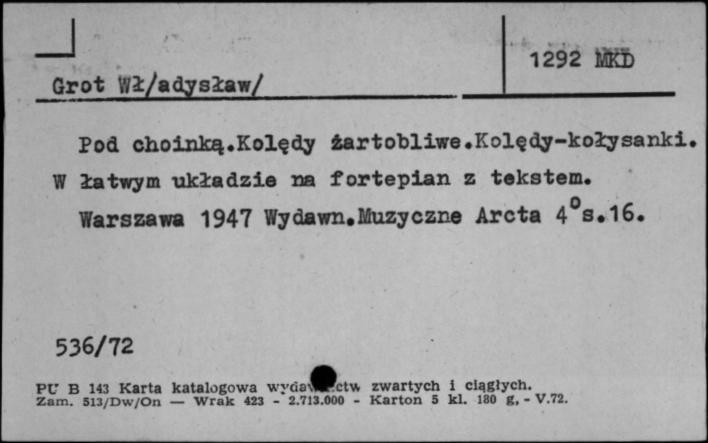 1292 MKD
Grot Wł/adysław/
Pod choinką.Kolędy żartobliwe.Kolędy-kołysanki.
W łatwym układzie na fortepian z tekstem.
Warszawa 1947 Wydawn.Muzyczne Arcta 4°s.16.
536/72
PU B 143 Karta katalogowa wydawnictw zwartych i ciągłych.
Zam. 513/Dw/On — Wrak 423 - 2.713.000 - Karton 5 kl. 180 g, - V.72.